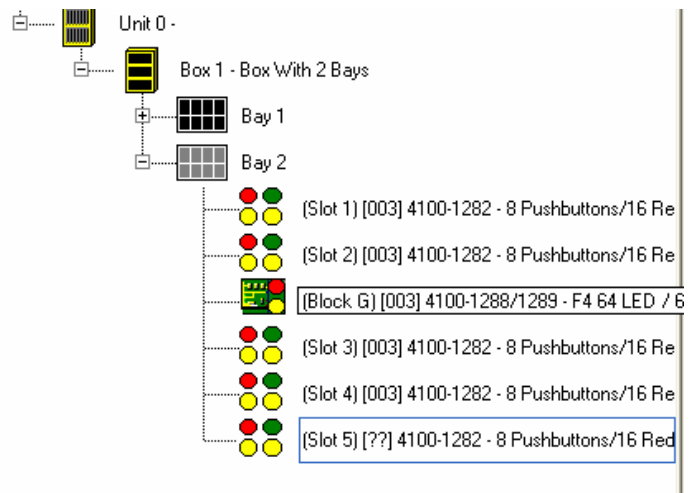 Unit 0 -
Box 1 - Box With 2 Bays
Bay 1
Bay 2
(Slot 1) [003] 4100-1282 - 8 Pushbuttons/16 Re
(Slot 2) [003] 4100-1282 - 8 Pushbuttons/16 Re
(Block G) [003] 4100-1288/1289 - F4 64 LED / 6
(Slot 3) [003] 4100-1282 - 8 Pushbuttons/16 Re
(Slot 4) [003] 4100-1282 - 8 Pushbuttons/16 Re
(Slot 5) [??] 4100-1282 - 8 Pushbuttons/16 Red